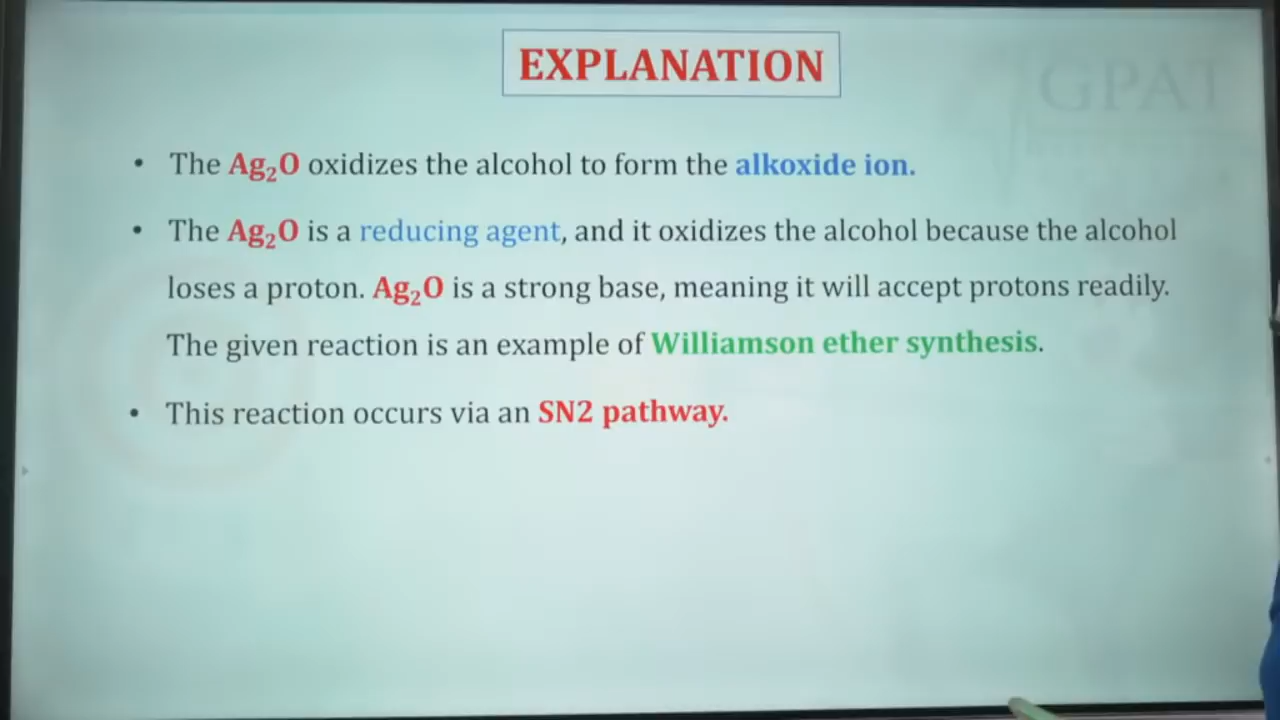 EXPLANATION
GPAT
• The Ag₂O oxidizes the alcohol to form the alkoxide ion.
• The Ag₂O is a reducing agent, and it oxidizes the alcohol because the alcohol
loses a proton. Ag₂O is a strong base, meaning it will accept protons readily.
The given reaction is an example of Williamson ether synthesis.
• This reaction occurs via an SN2 pathway.